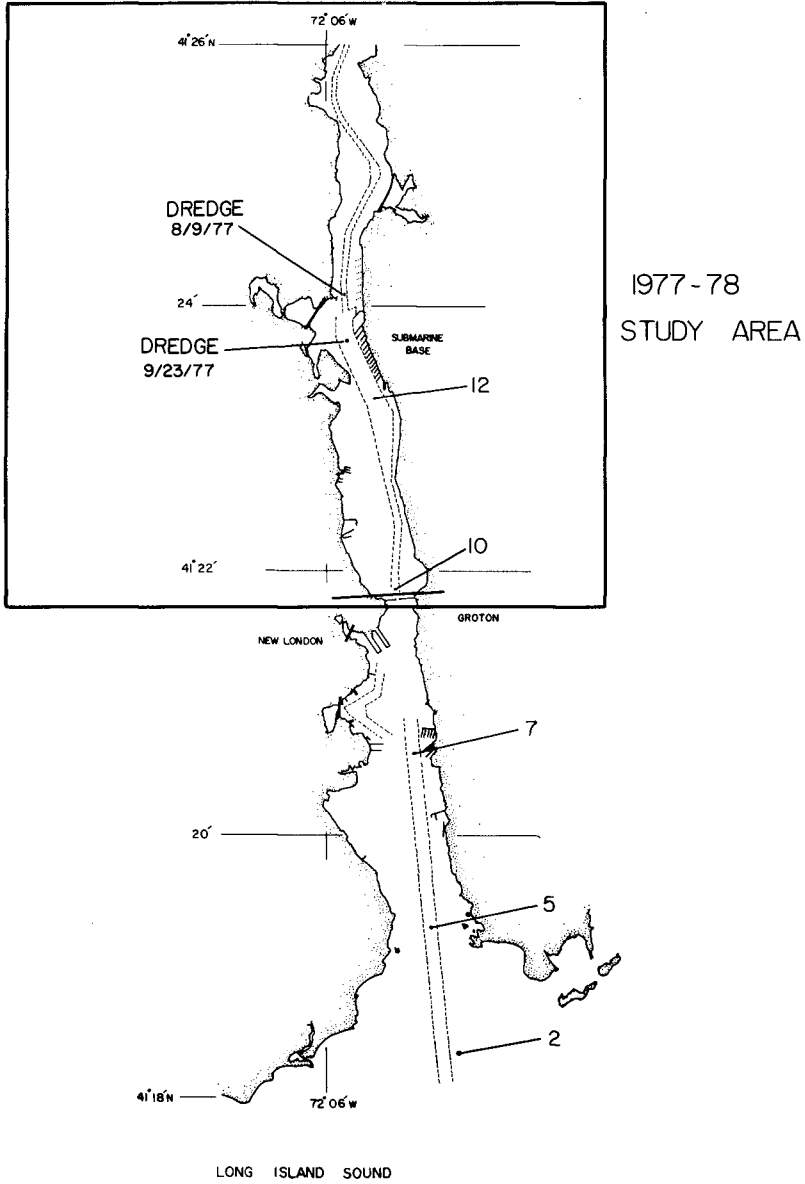 72° 06' W
41° 26' N
DREDGE
8/9/77
24'
1977-78
STUDY AREA
SUBMARINE
BASE
DREDGE
9/23/77
12
10
41° 22'
GROTON
NEW LONDON
7
20'
5
2
41° 18' N
72° 06' W
LONG ISLAND SOUND